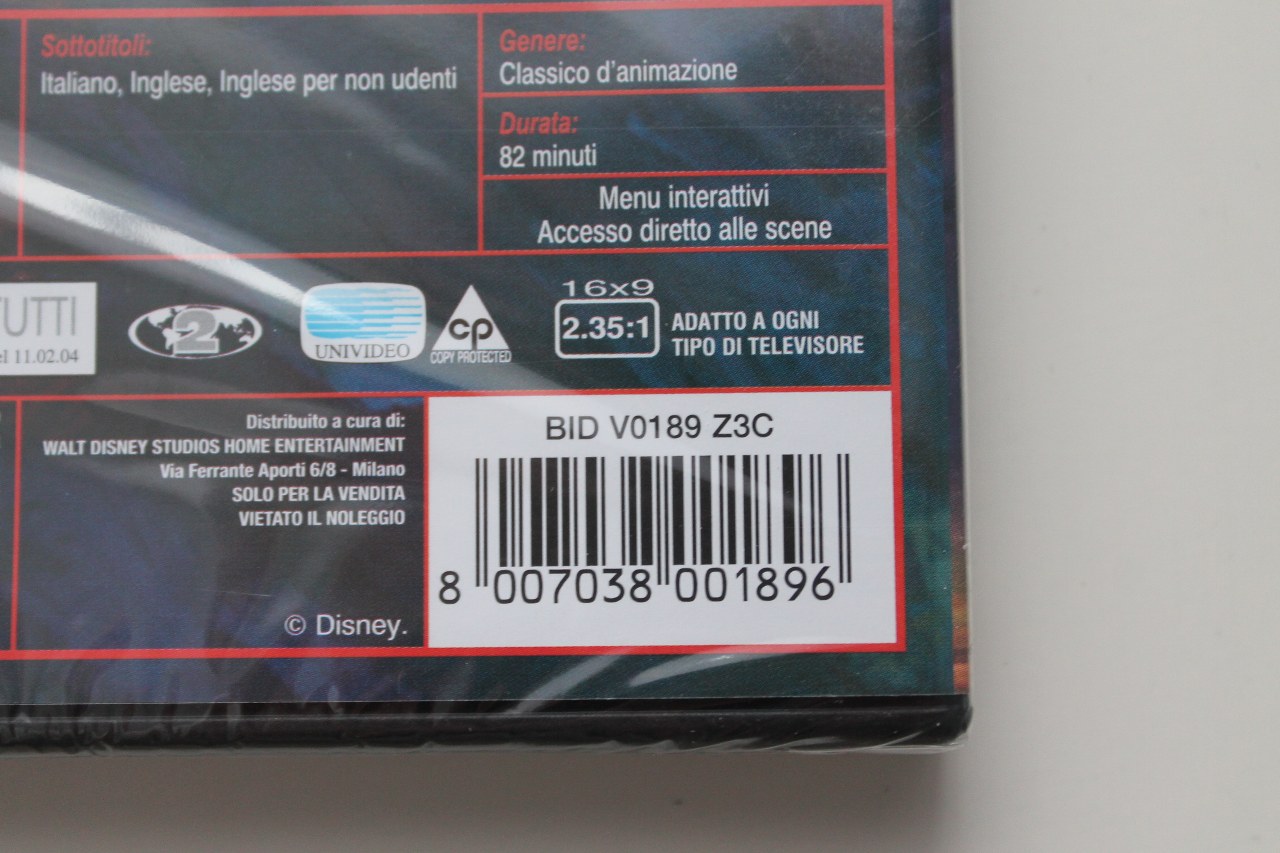 Sottotitoli:
Italiano, Inglese, Inglese per non udenti
Genere:
Classico d'animazione
Durata:
82 minuti
Menu interattivi
Accesso diretto alle scene
TUTTI
el 11.02.04
2
UNIVIDEO
cp
COPY PROTECTED
16x9
2.35:1
ADATTO A OGNI
TIPO DI TELEVISORE
Distribuito a cura di:
WALT DISNEY STUDIOS HOME ENTERTAINMENT
Via Ferrante Aporti 6/8 - Milano
SOLO PER LA VENDITA
VIETATO IL NOLEGGIO
© Disney.
BID V0189 Z3C
8 007038 001896